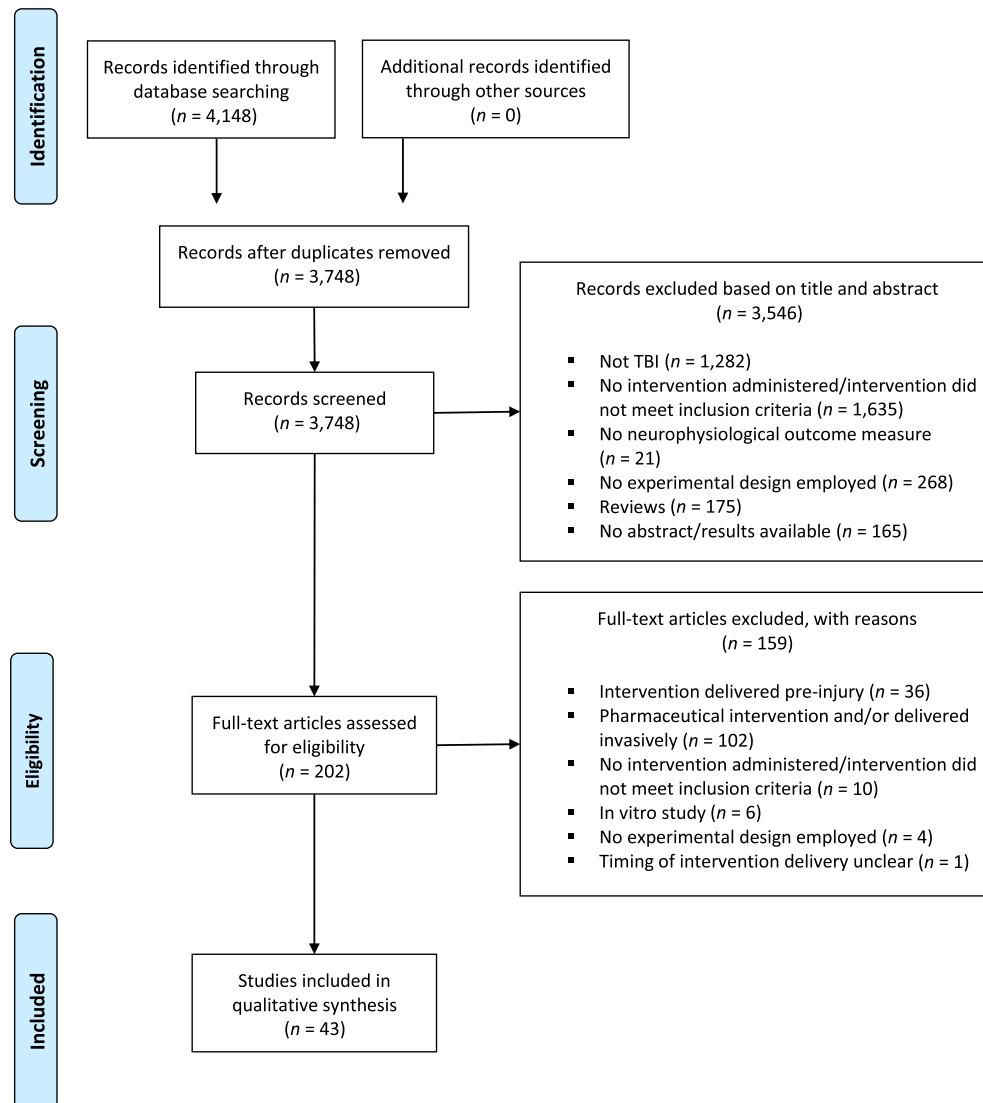 Identification
Records identified through
database searching
(n = 4,148)
Additional records identified
through other sources
(n = 0)
Records after duplicates removed
(n = 3,748)
Screening
Records screened
(n = 3,748)
Records excluded based on title and abstract
(n = 3,546)
▪ Not TBI (n = 1,282)
▪ No intervention administered/intervention did
not meet inclusion criteria (n = 1,635)
▪ No neurophysiological outcome measure
(n = 21)
▪ No experimental design employed (n = 268)
▪ Reviews (n = 175)
▪ No abstract/results available (n = 165)
Eligibility
Full-text articles assessed
for eligibility
(n = 202)
Full-text articles excluded, with reasons
(n = 159)
▪ Intervention delivered pre-injury (n = 36)
▪ Pharmaceutical intervention and/or delivered
invasively (n = 102)
▪ No intervention administered/intervention did
not meet inclusion criteria (n = 10)
▪ In vitro study (n = 6)
▪ No experimental design employed (n = 4)
▪ Timing of intervention delivery unclear (n = 1)
Included
Studies included in
qualitative synthesis
(n = 43)